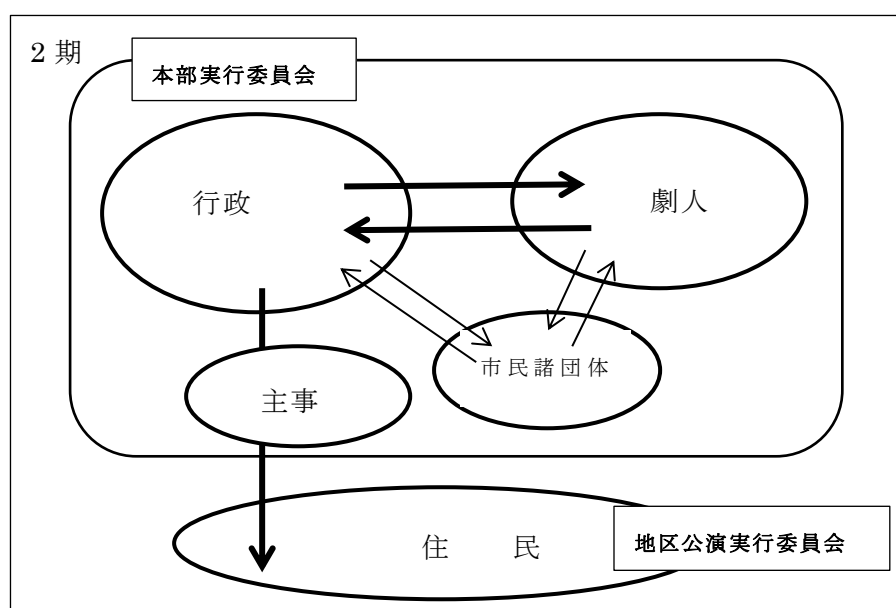 2期
本部実行委員会
行政
劇人
市民諸団体
主事
住 民
地区公演実行委員会